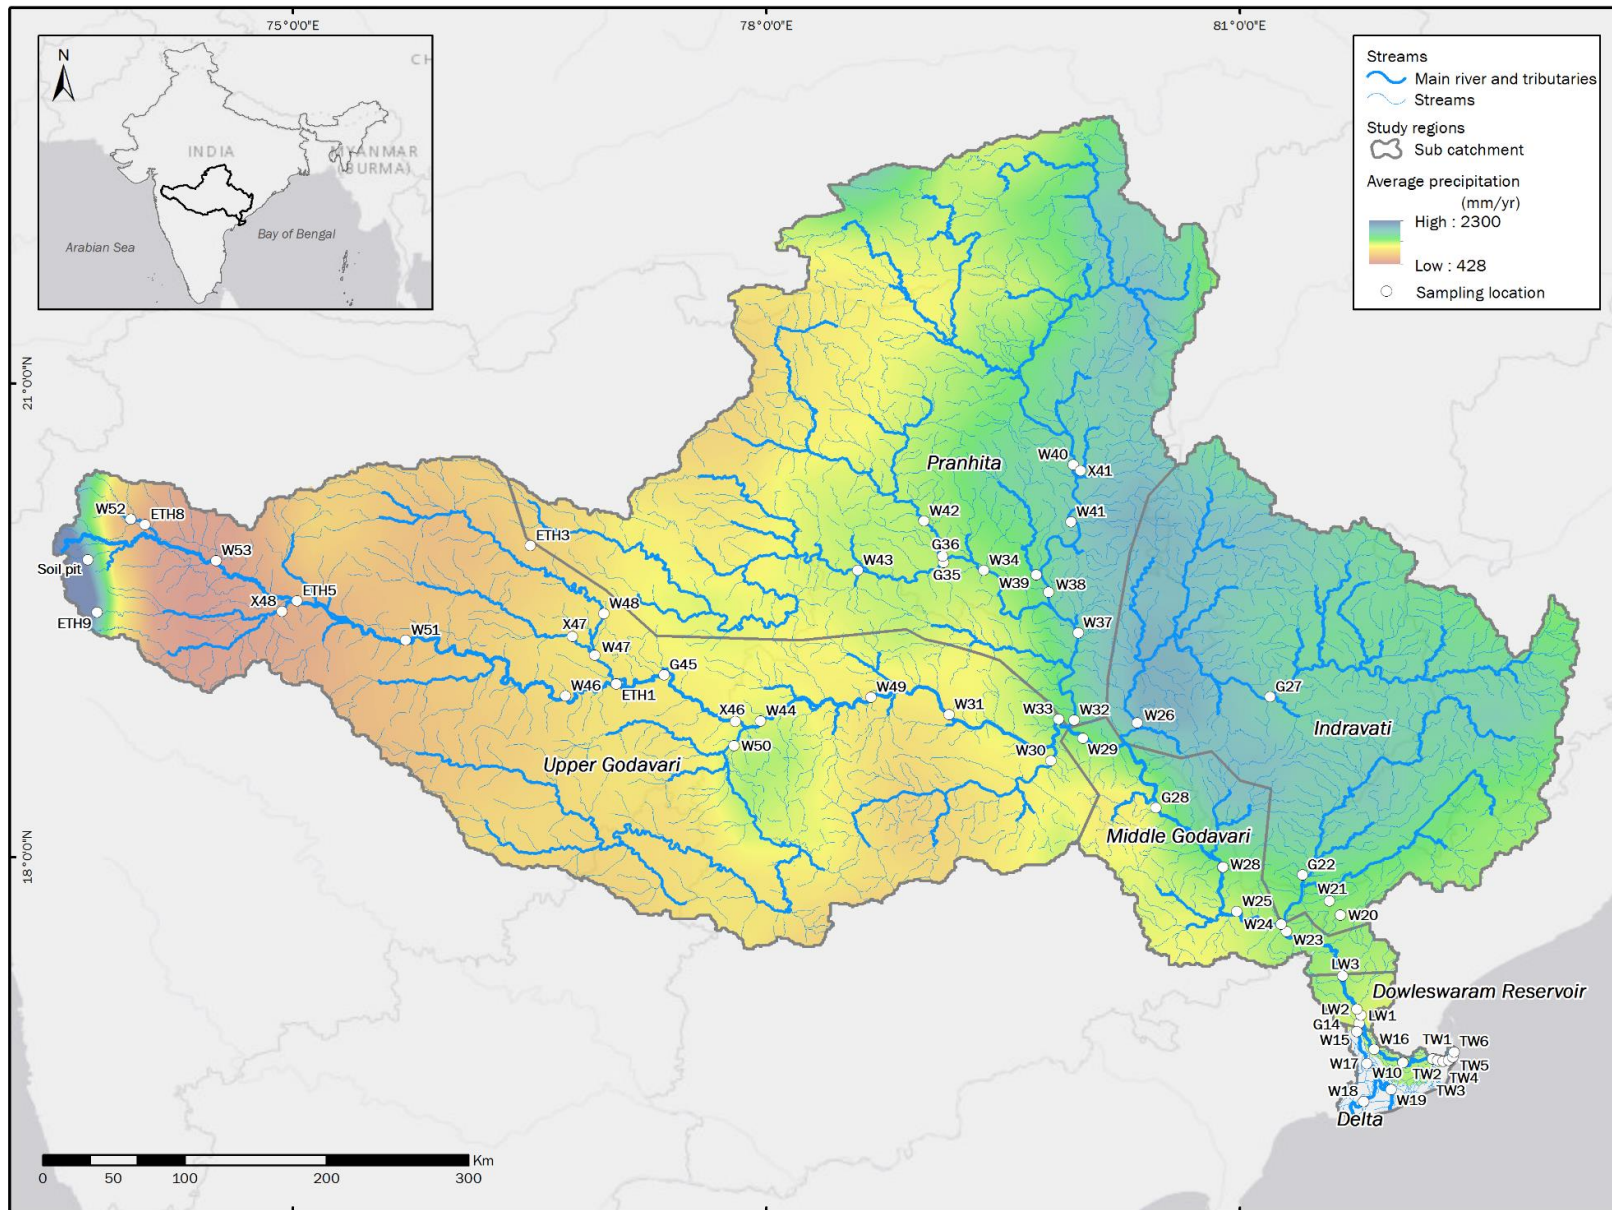 75°0'0"E
78°0'0"E
81°0'0"E
21°0'0"N
18°0'0"N
N
INDIA
MYANMAR
(BURMA)
CH
Arabian Sea
Bay of Bengal
Streams
Main river and tributaries
Streams
Study regions
Sub catchment
Average precipitation
(mm/yr)
High : 2300
Low : 428
Sampling location
Pranhita
W40
X41
W41
W42
G36
G35
W43
W34
W39
W38
W37
W52
ETH8
W53
Soil pit
ETH9
X48
ETH5
W51
ETH3
W48
X47
W47
G45
W46
ETH1
X46
W44
W50
W49
W31
W33
W32
W30
W29
W26
G27
Indravati
Upper Godavari
G28
Middle Godavari
W28
G22
W21
W25
W20
W24
W23
LW3
Dowleswaram Reservoir
LW2
LW1
G14
W15
W16
TW1
TW6
W17
W10
TW2
TW5
TW4
TW3
W18
W19
Delta
Km
0
50
100
200
300